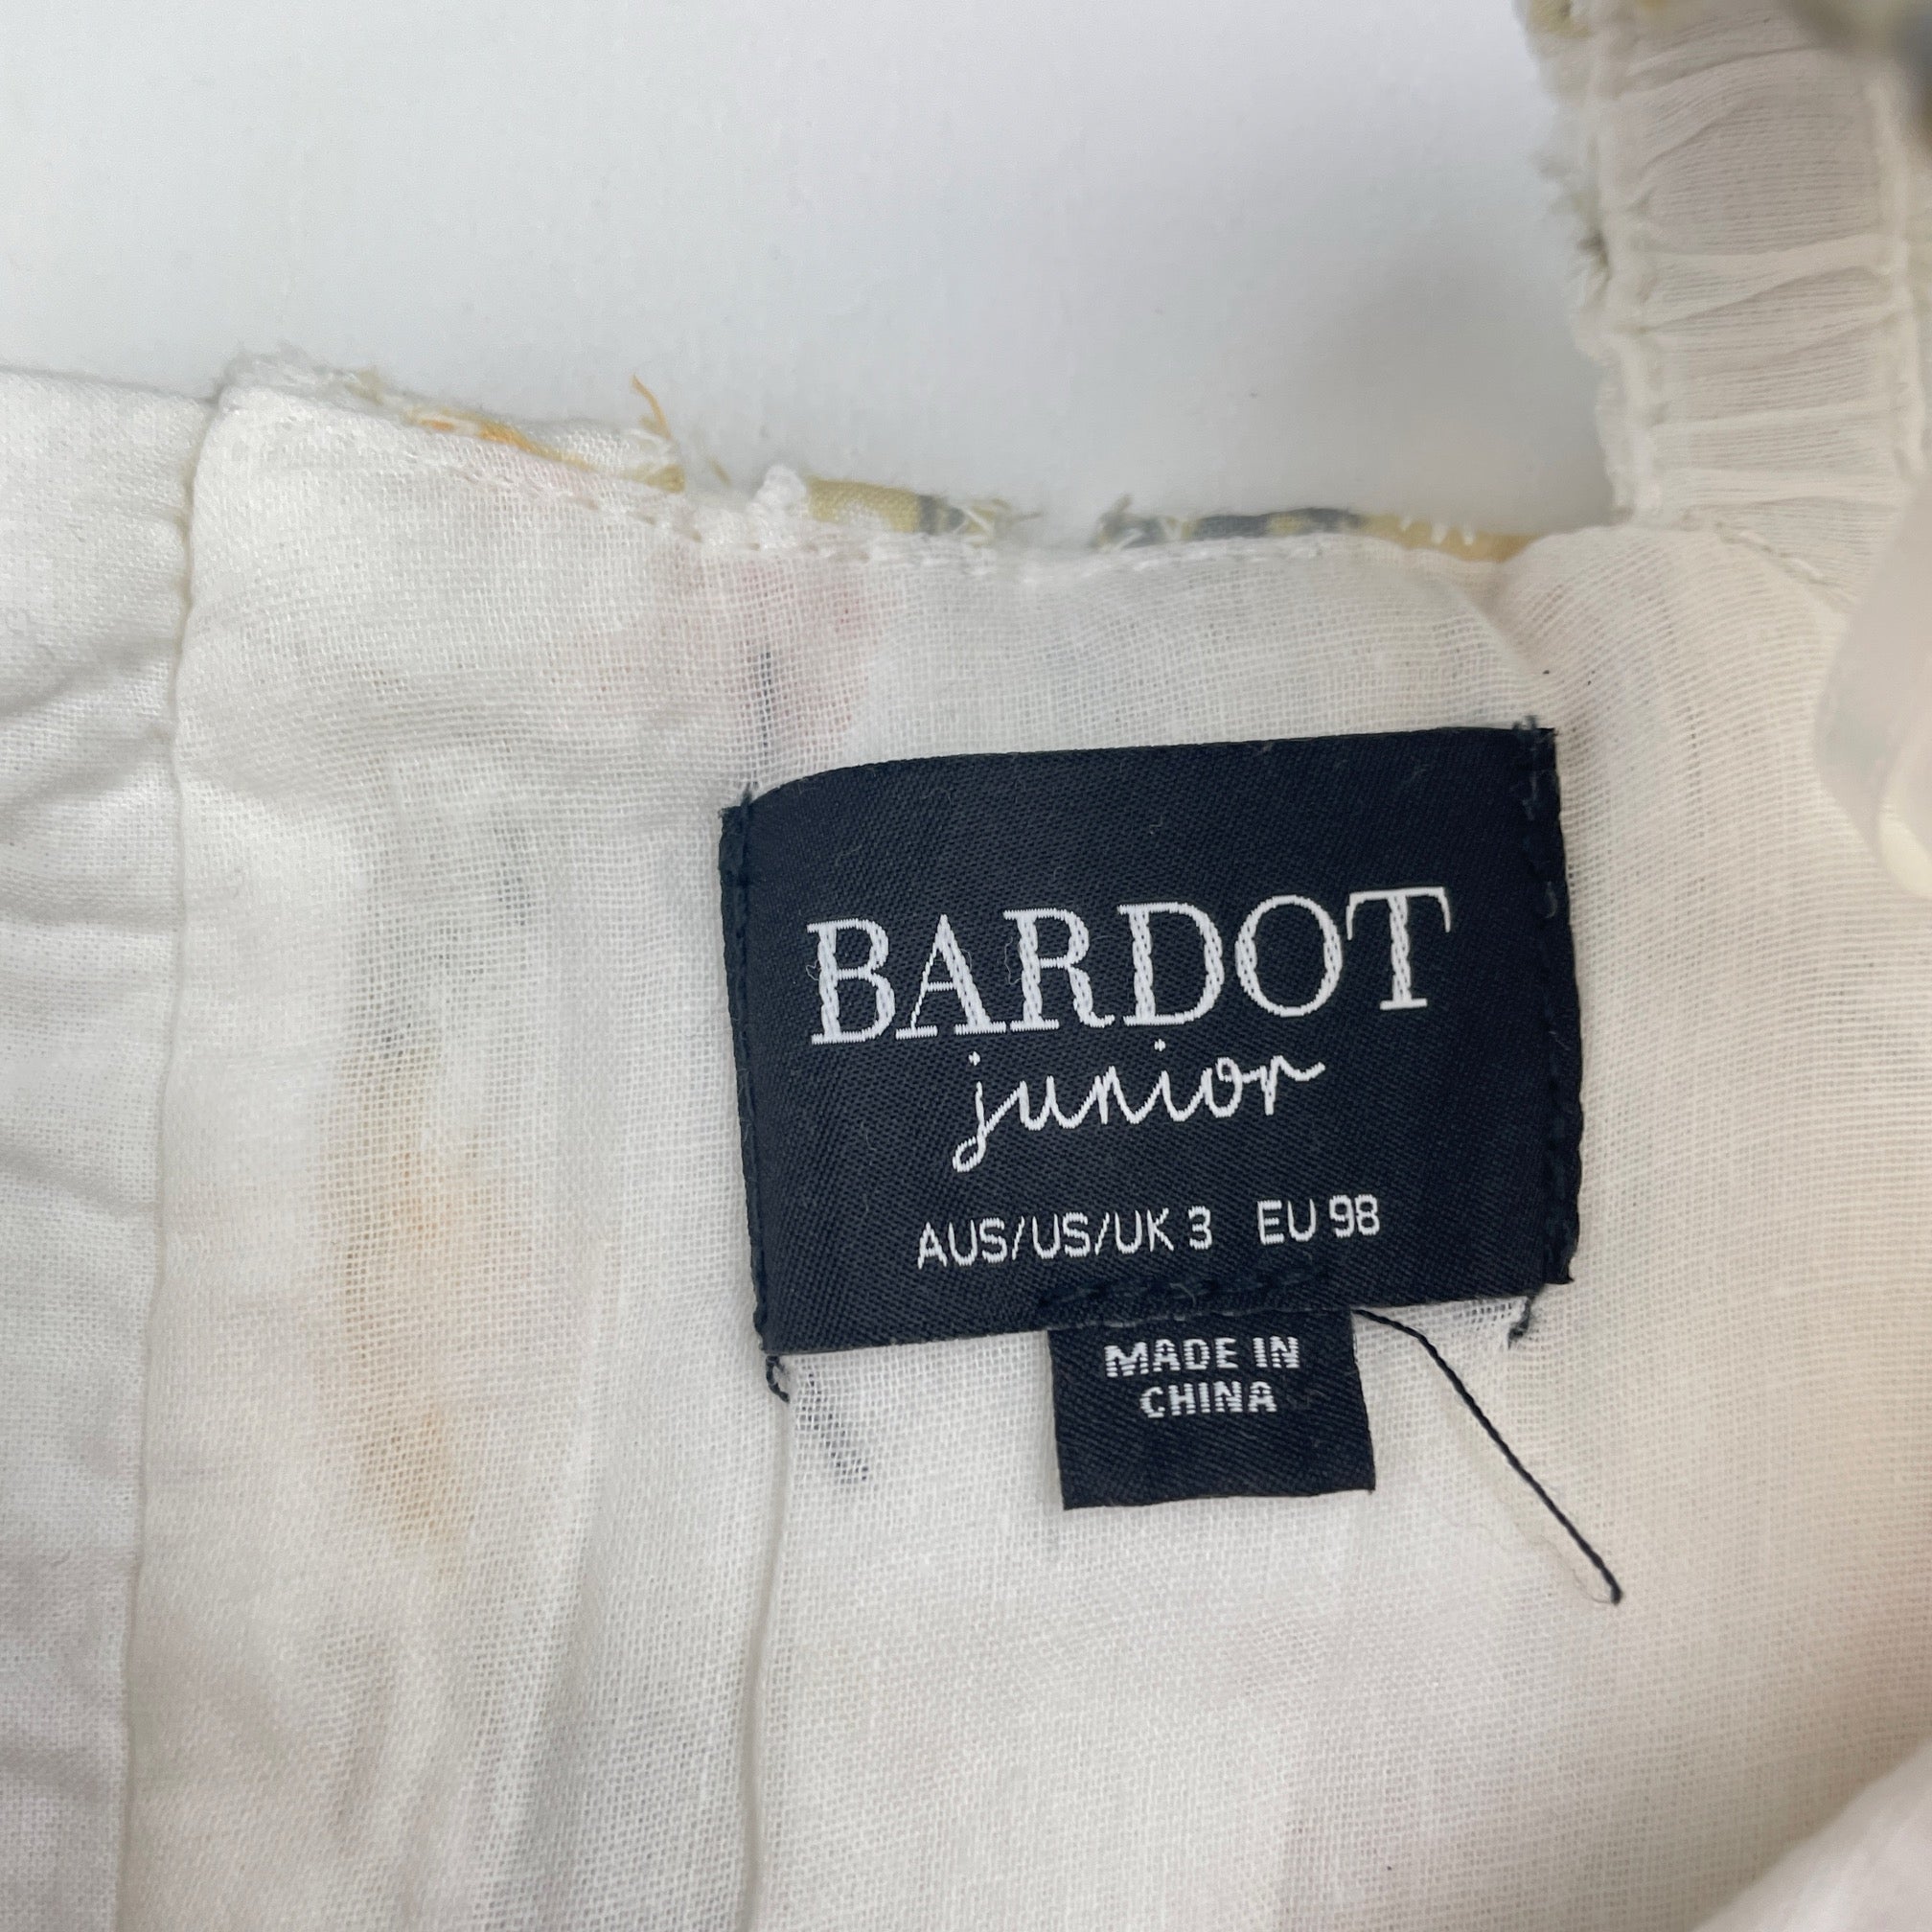 BARDOT
junior
AUS/US/UK 3 EU 98
MADE IN
CHINA